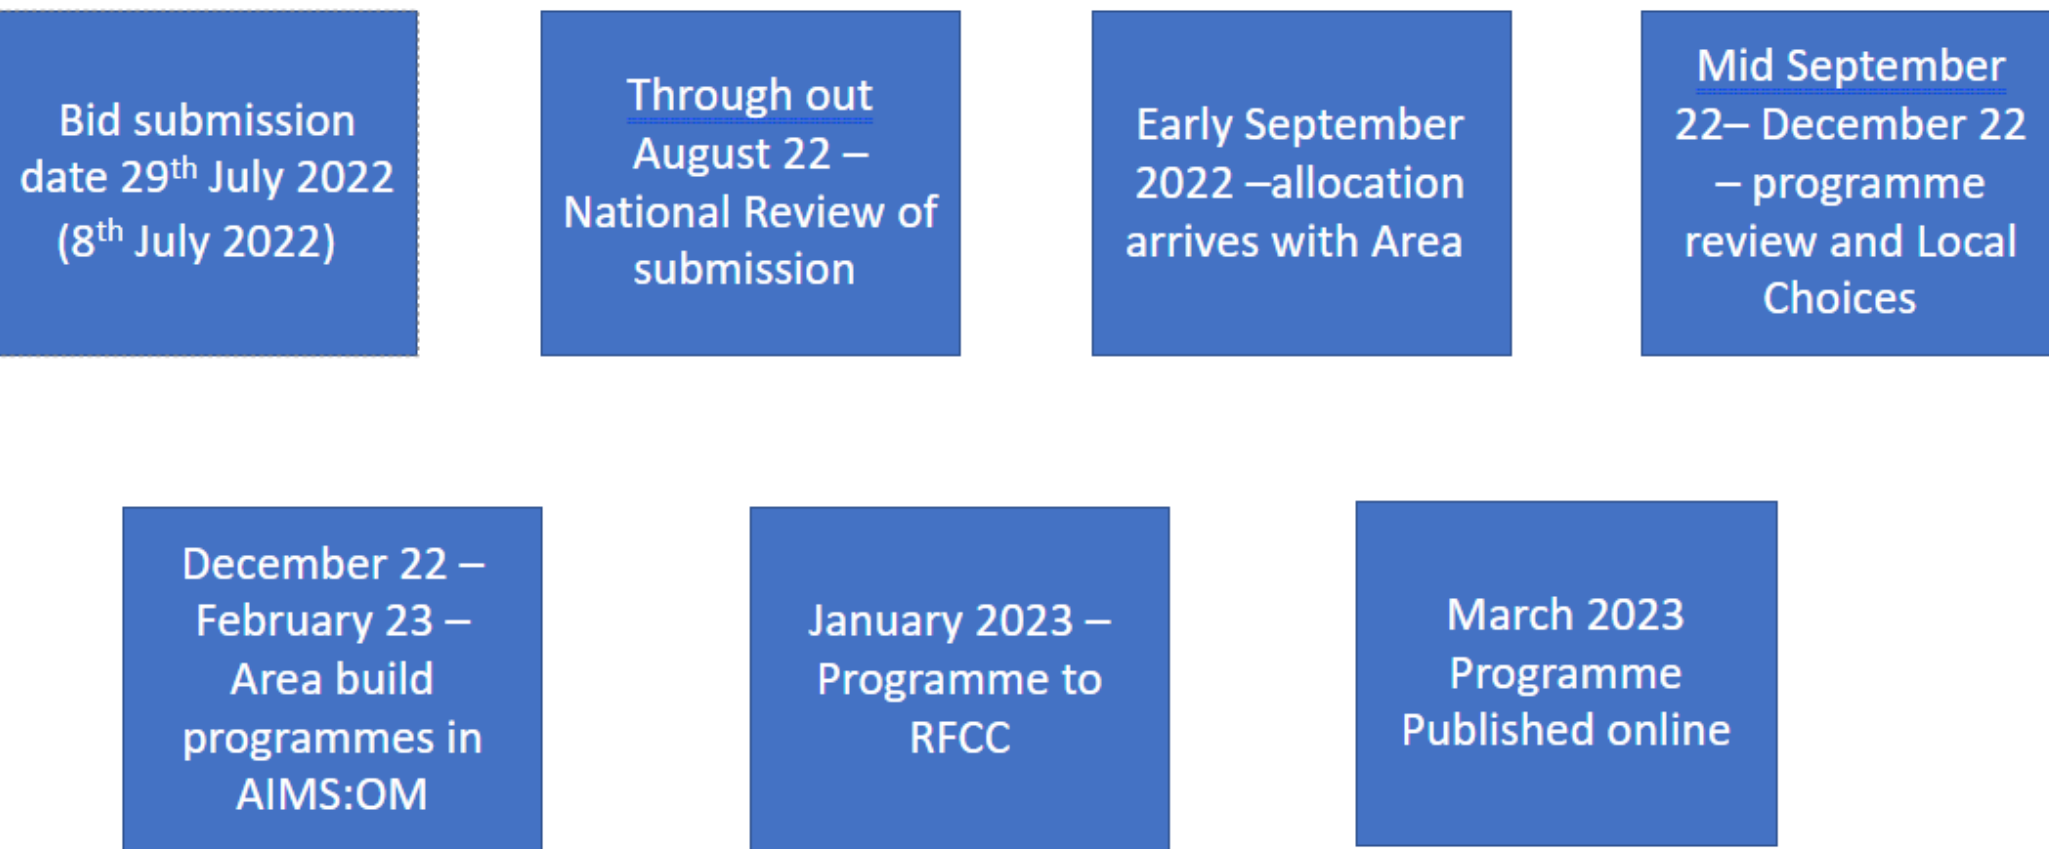 Bid submission
date 29th July 2022
(8th July 2022)
Through out
August 22 –
National Review of
submission
Early September
2022 –allocation
arrives with Area
Mid September
22– December 22
– programme
review and Local
Choices
December 22 –
February 23 –
Area build
programmes in
AIMS:OM
January 2023 –
Programme to
RFCC
March 2023
Programme
Published online